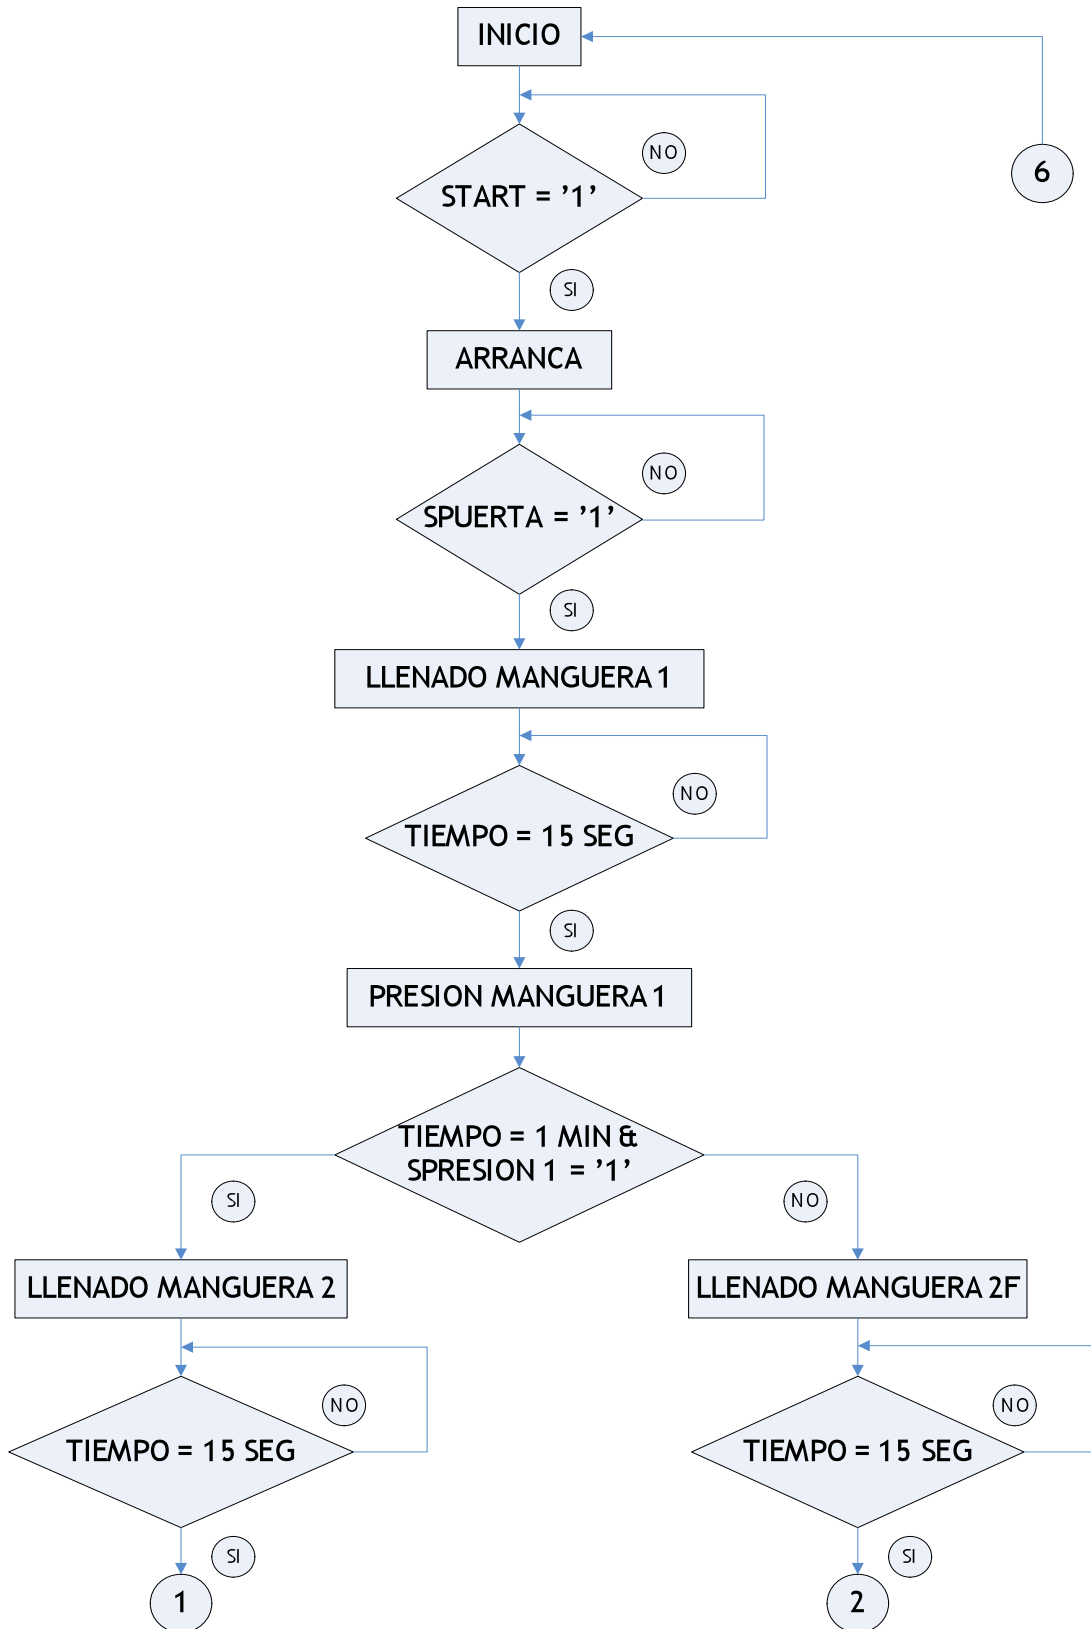 INICIO
NO
6
START = ’1’
SI
ARRANCA
NO
SPUERTA = ’1’
SI
LLENADO MANGUERA 1
NO
TIEMPO = 15 SEG
SI
PRESION MANGUERA 1
TIEMPO = 1 MIN &
SPRESION 1 = ’1’
SI
NO
LLENADO MANGUERA 2
LLENADO MANGUERA 2F
NO
NO
TIEMPO = 15 SEG
TIEMPO = 15 SEG
SI
SI
1
2